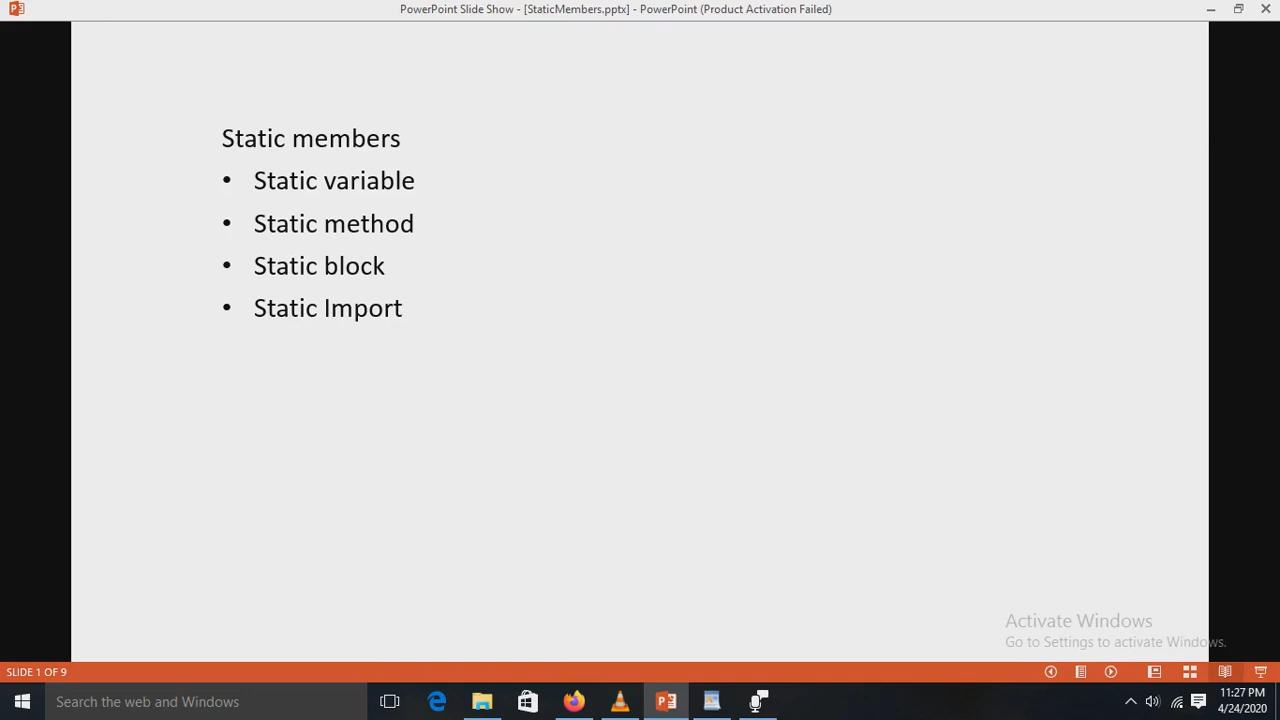 PowerPoint Slide Show - [StaticMembers.pptx] - PowerPoint (Product Activation Failed)
Static members
• Static variable
• Static method
• Static block
• Static Import
Activate Windows
Go to Settings to activate Windows.
SLIDE 1 OF 9
Search the web and Windows
11:27 PM
4/24/2020